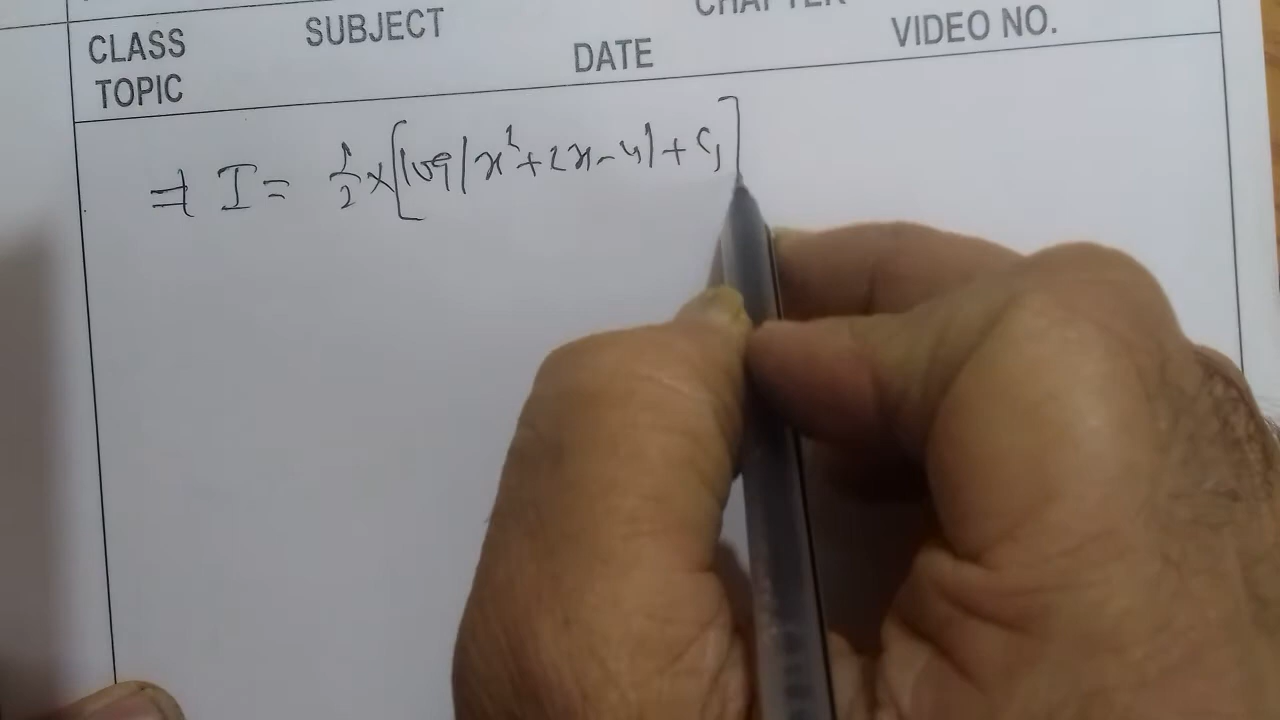 CHAPTER
SUBJECT
VIDEO NO.
CLASS
DATE
TOPIC
⇒ I = 1/2 × [log|x²+2x-4| + C₁]